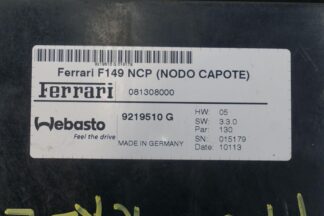 Ferrari F149 NCP (NODO CAPOTE)
Ferrari
081308000
Webasto
Feel the drive
9219510 G
MADE IN GERMANY
HW: 05
SW: 3.3.0
Par: 130
SN: 015179
Date: 10113